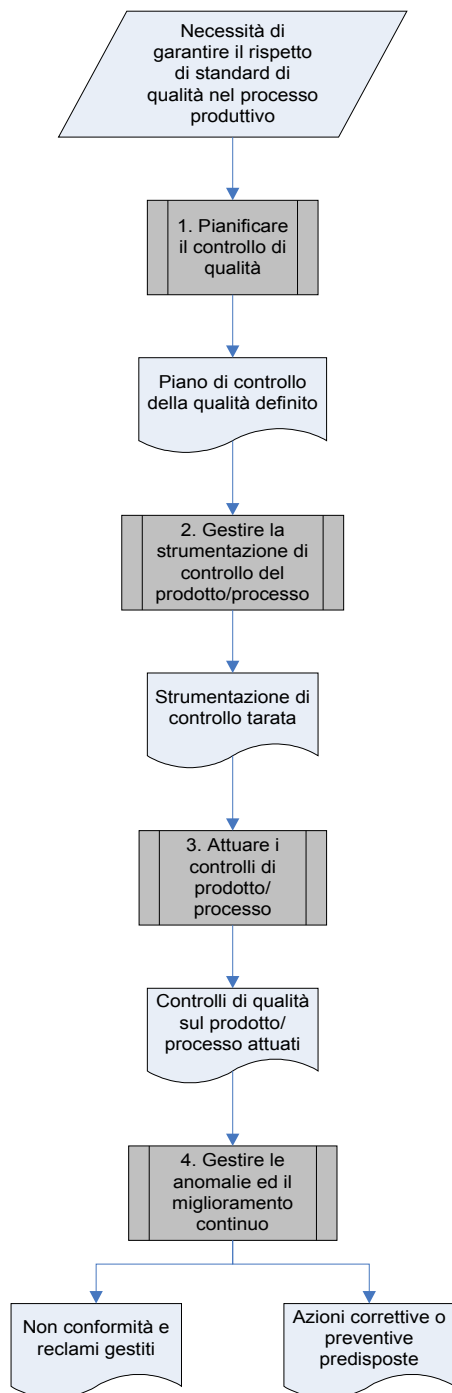 Necessità di
garantire il rispetto
di standard di
qualità nel processo
produttivo
1. Pianificare
il controllo di
qualità
Piano di controllo
della qualità definito
2. Gestire la
strumentazione di
controllo del
prodotto/processo
Strumentazione di
controllo tarata
3. Attuare i
controlli di
prodotto/
processo
Controlli di qualità
sul prodotto/
processo attuati
4. Gestire le
anomalie ed il
miglioramento
continuo
Non conformità e
reclami gestiti
Azioni correttive o
preventive
predisposte